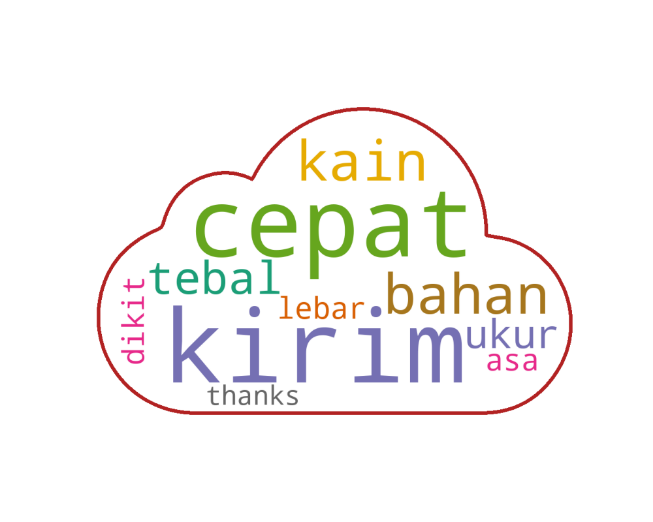 kain
cepat
tebal
bahan
dikit
lebar
kirim
ukur
asa
thanks